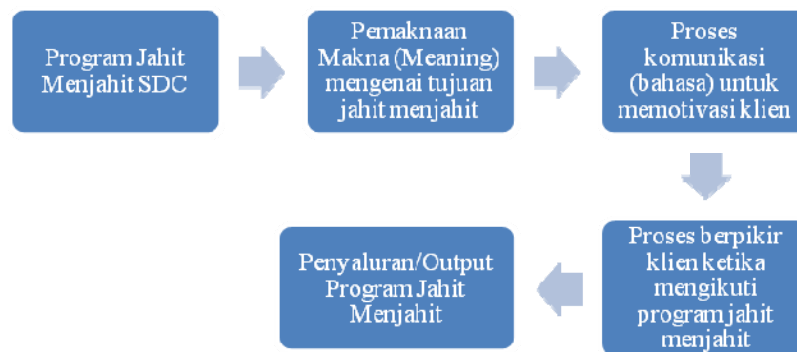 Program Jahit
Menjahit SDC
Pemaknaan
Makna (Meaning)
mengenai tujuan
jahit menjahit
Proses
komunikasi
(bahasa) untuk
memotivasi klien
Proses berpikir
klien ketika
mengikuti
program jahit
menjahit
Penyaluran/Output
Program Jahit
Menjahit